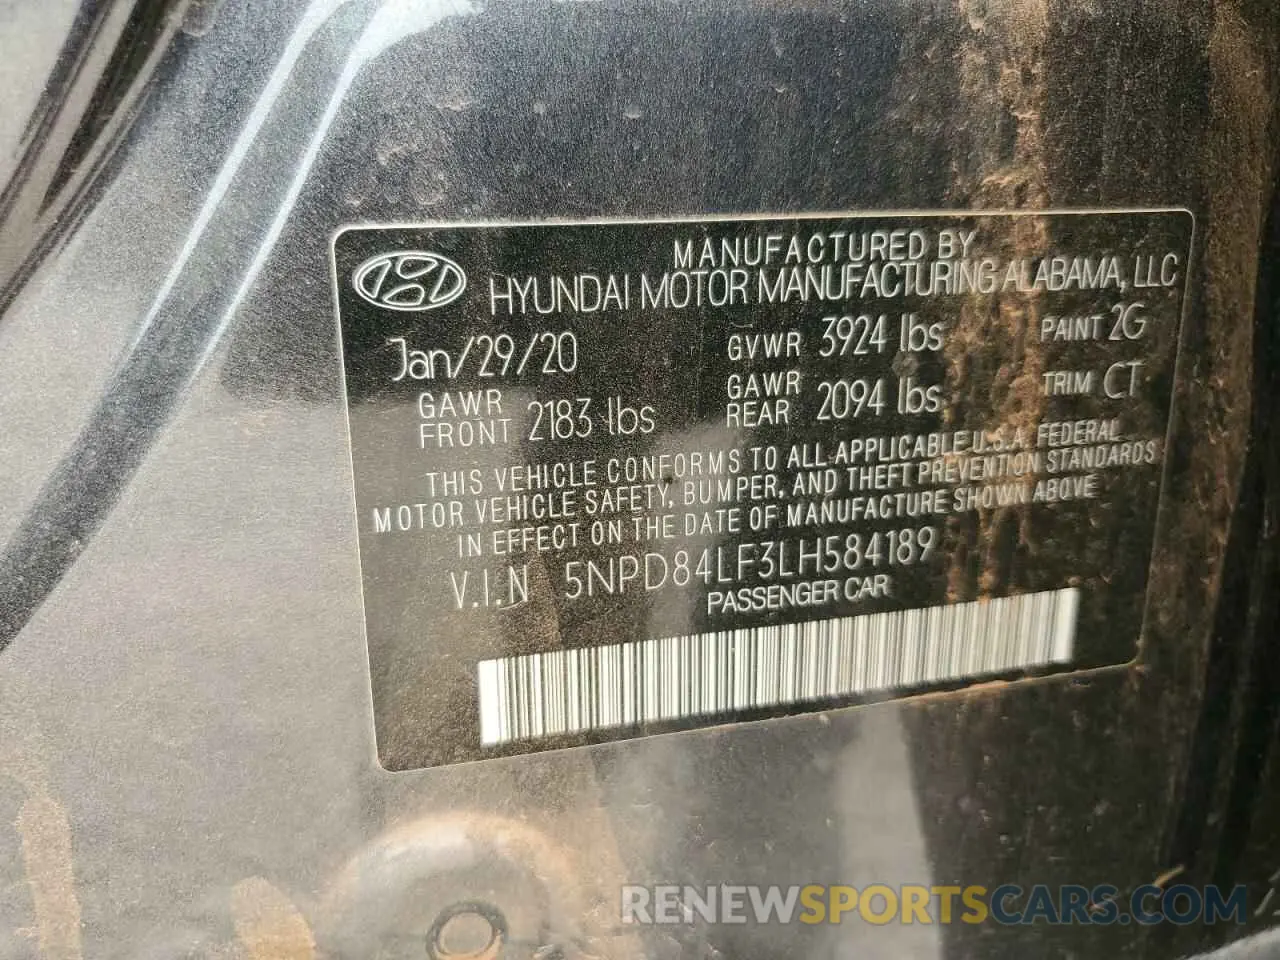 MANUFACTURED BY
HYUNDAI MOTOR MANUFACTURING ALABAMA, LLC
Jan/29/20 GVWR 3924 lbs PAINT 2G
GAWR FRONT 2183 lbs GAWR REAR 2094 lbs TRIM CT
THIS VEHICLE CONFORMS TO ALL APPLICABLE U.S.A. FEDERAL
MOTOR VEHICLE SAFETY, BUMPER, AND THEFT PREVENTION STANDARDS
IN EFFECT ON THE DATE OF MANUFACTURE SHOWN ABOVE
V.I.N 5NPD84LF3LH584189
PASSENGER CAR
RENEWSPORTSCARS.COM